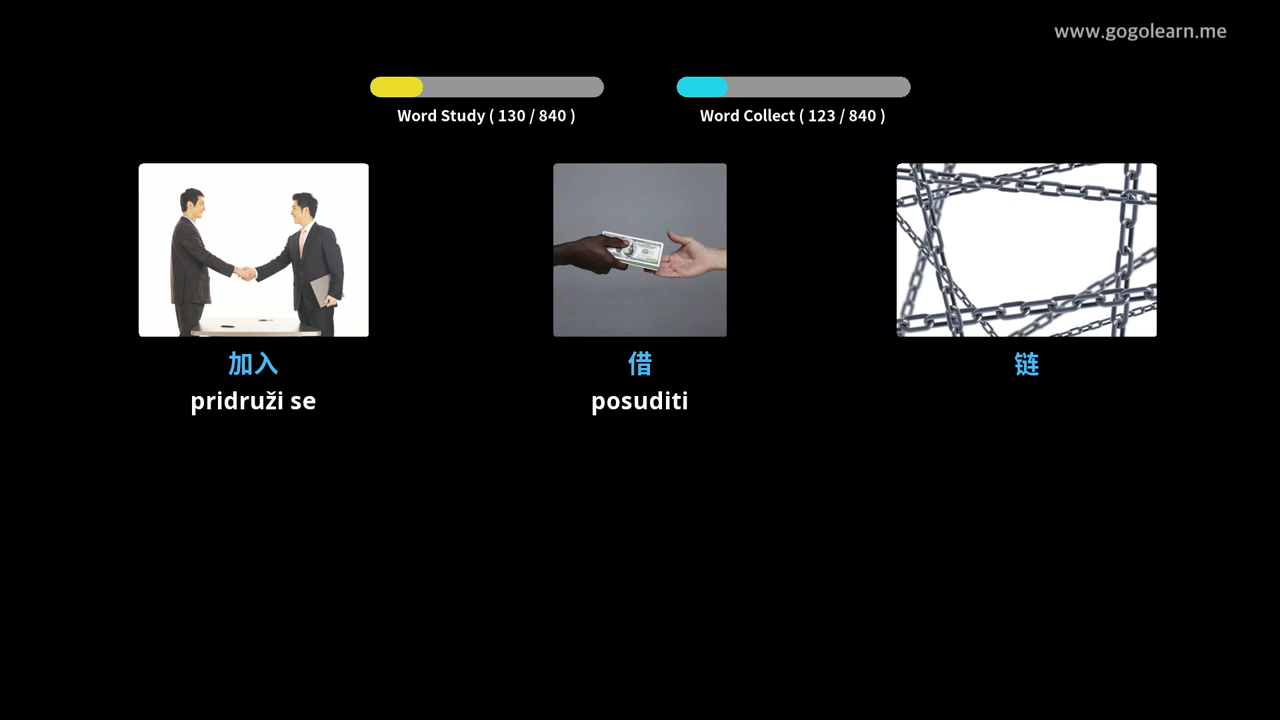 www.gogolearn.me
Word Study ( 130 / 840 )
Word Collect ( 123 / 840 )
加入
借
链
pridruži se
posuditi